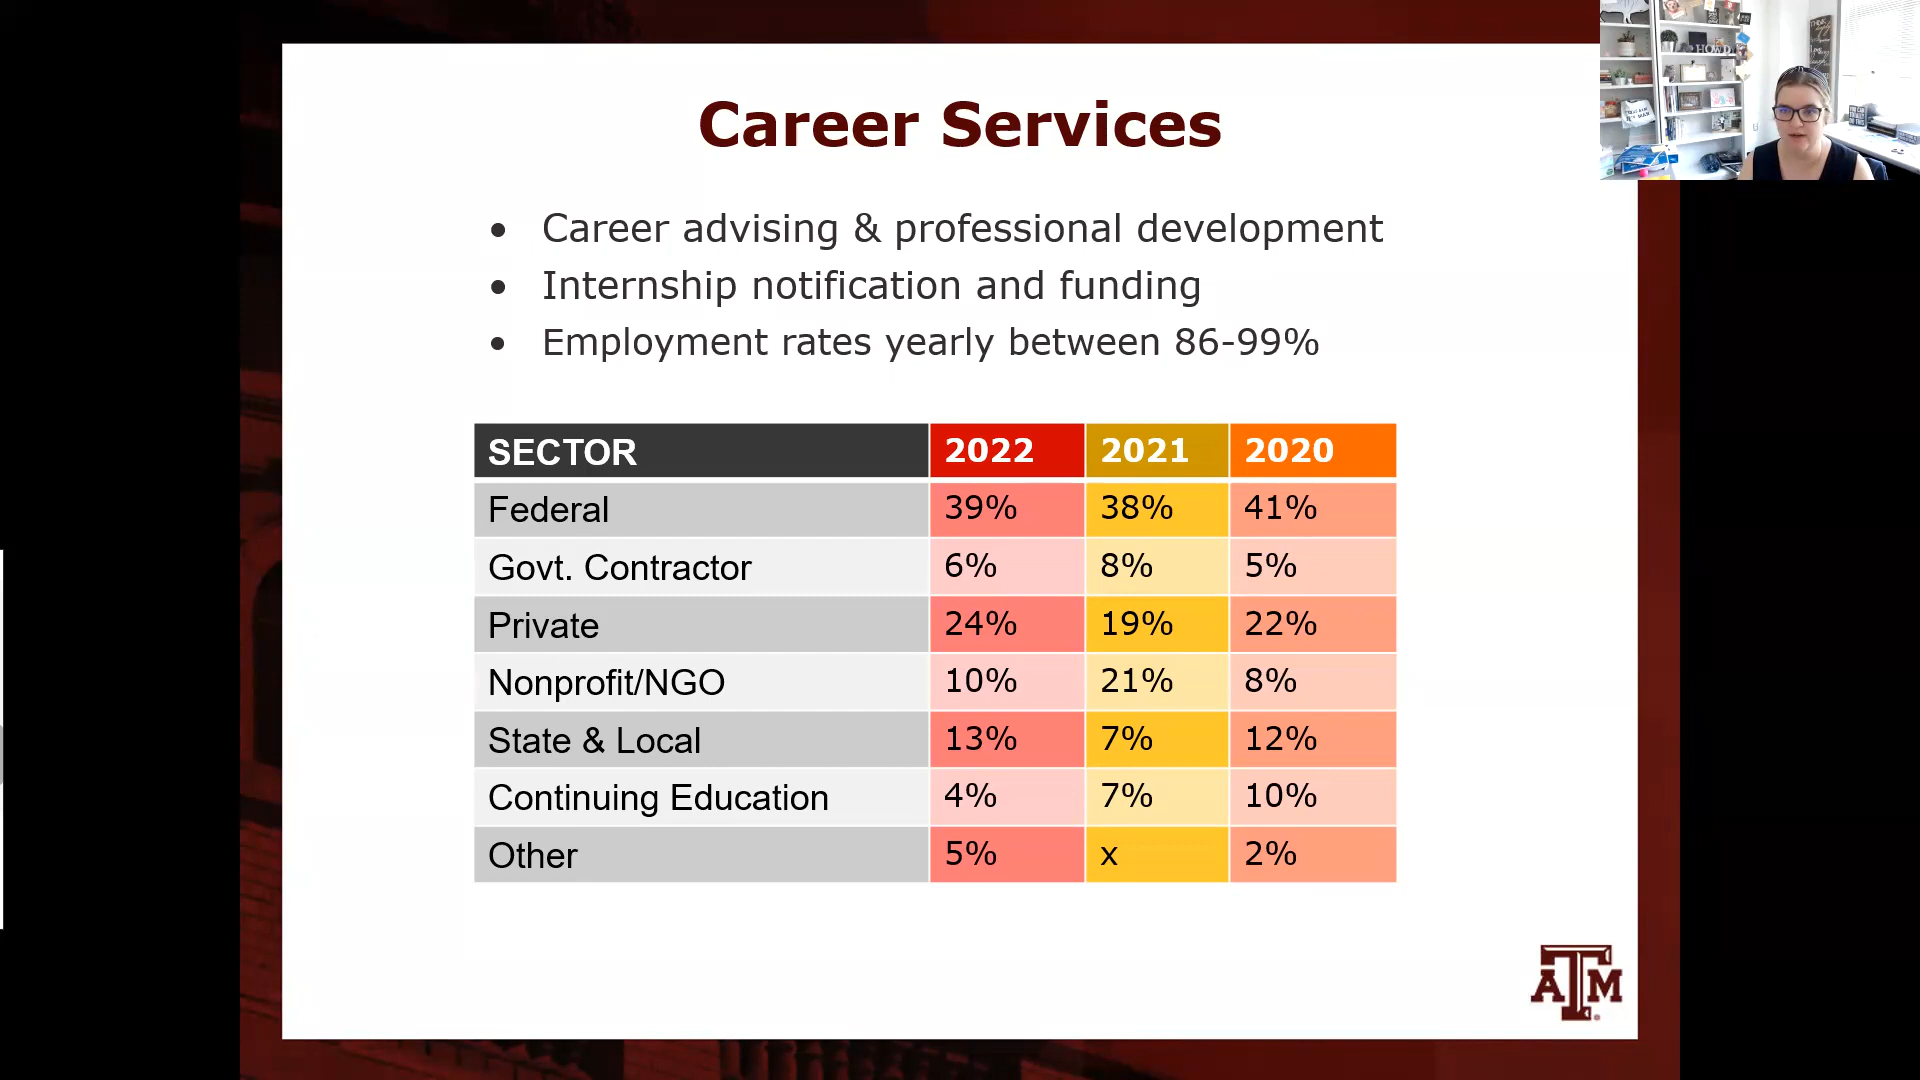 Career Services
• Career advising & professional development
• Internship notification and funding
• Employment rates yearly between 86-99%
SECTOR 2022 2021 2020
Federal 39% 38% 41%
Govt. Contractor 6% 8% 5%
Private 24% 19% 22%
Nonprofit/NGO 10% 21% 8%
State & Local 13% 7% 12%
Continuing Education 4% 7% 10%
Other 5% x 2%
ATM
HOWD